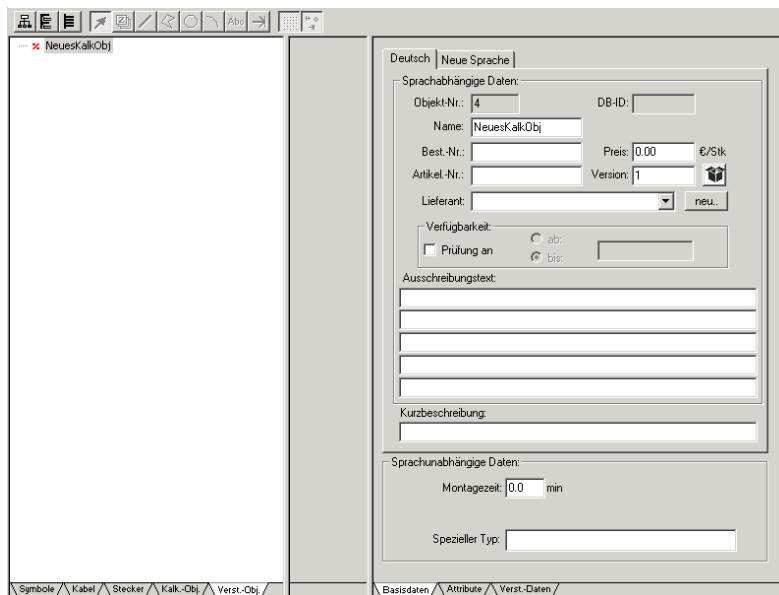 Abc
NeuesKalkObj
Deutsch Neue Sprache
Sprachabhängige Daten:
Objekt-Nr.: 4 DB-ID:
Name: NeuesKalkObj
Best.-Nr.: Preis: 0.00 €/Stk
Artikel.-Nr.: Version: 1
Lieferant: neu..
Verfügbarkeit:
Prüfung an ab:
bis:
Ausschreibungstext:
Kurzbeschreibung:
Sprachunabhängige Daten:
Montagezeit: 0.0 min
Spezieller Typ:
Symbole Kabel Stecker Kalk.-Obj. Verst.-Obj. Basisdaten Attribute Verst.-Daten